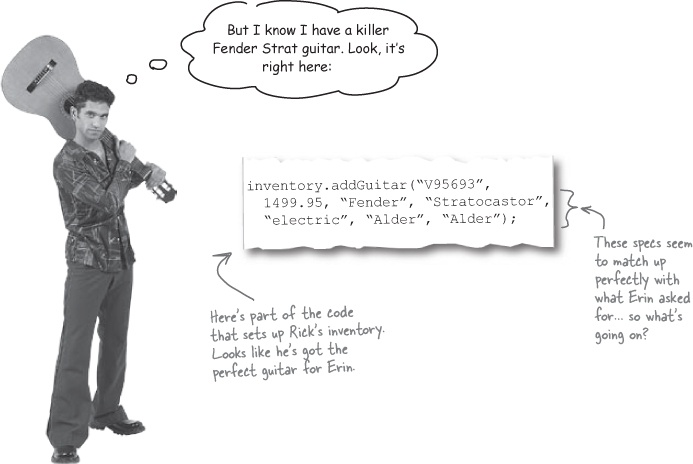 But I know I have a killer
Fender Strat guitar. Look, it's
right here:
inventory.addGuitar(“V95693”,
1499.95, “Fender”, “Stratocastor”,
“electric”, “Alder”, “Alder”);
These specs seem
to match up
perfectly with
what Erin asked
for... so what's
going on?
Here's part of the code
that sets up Rick's inventory.
Looks like he's got the
perfect guitar for Erin.